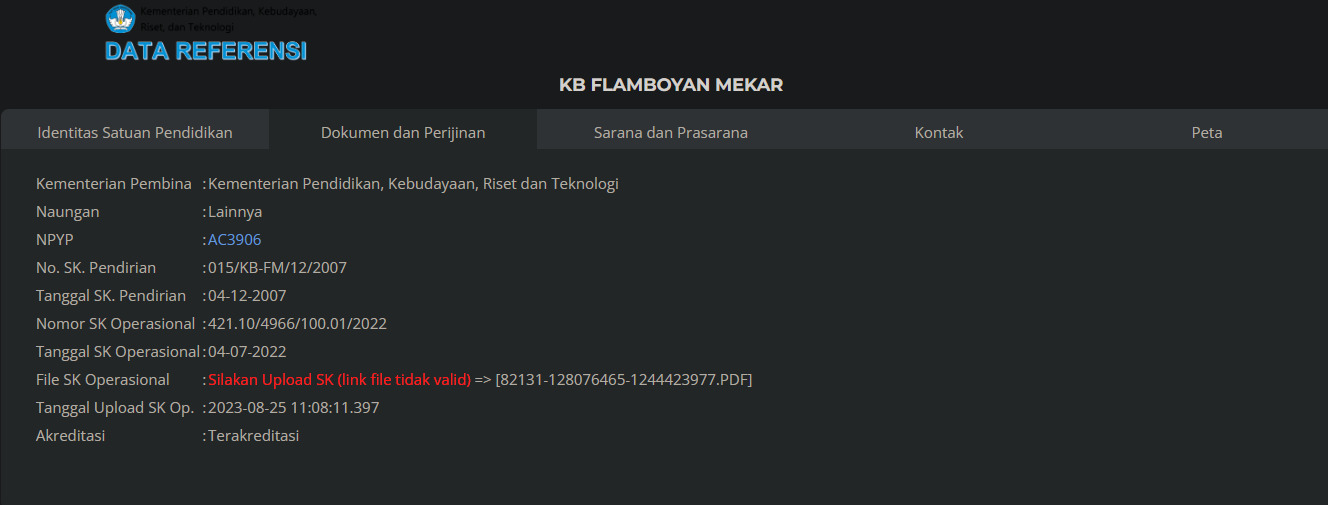 Kementerian Pendidikan, Kebudayaan,
Riset, dan Teknologi
DATA REFERENSI
KB FLAMBOYAN MEKAR
Identitas Satuan Pendidikan Dokumen dan Perijinan Sarana dan Prasarana Kontak Peta
Kementerian Pembina :Kementerian Pendidikan, Kebudayaan, Riset dan Teknologi
Naungan :Lainnya
NPYP :AC3906
No. SK. Pendirian :015/KB-FM/12/2007
Tanggal SK. Pendirian :04-12-2007
Nomor SK Operasional :421.10/4966/100.01/2022
Tanggal SK Operasional :04-07-2022
File SK Operasional :Silakan Upload SK (link file tidak valid) => [82131-128076465-1244423977.PDF]
Tanggal Upload SK Op. :2023-08-25 11:08:11.397
Akreditasi :Terakreditasi